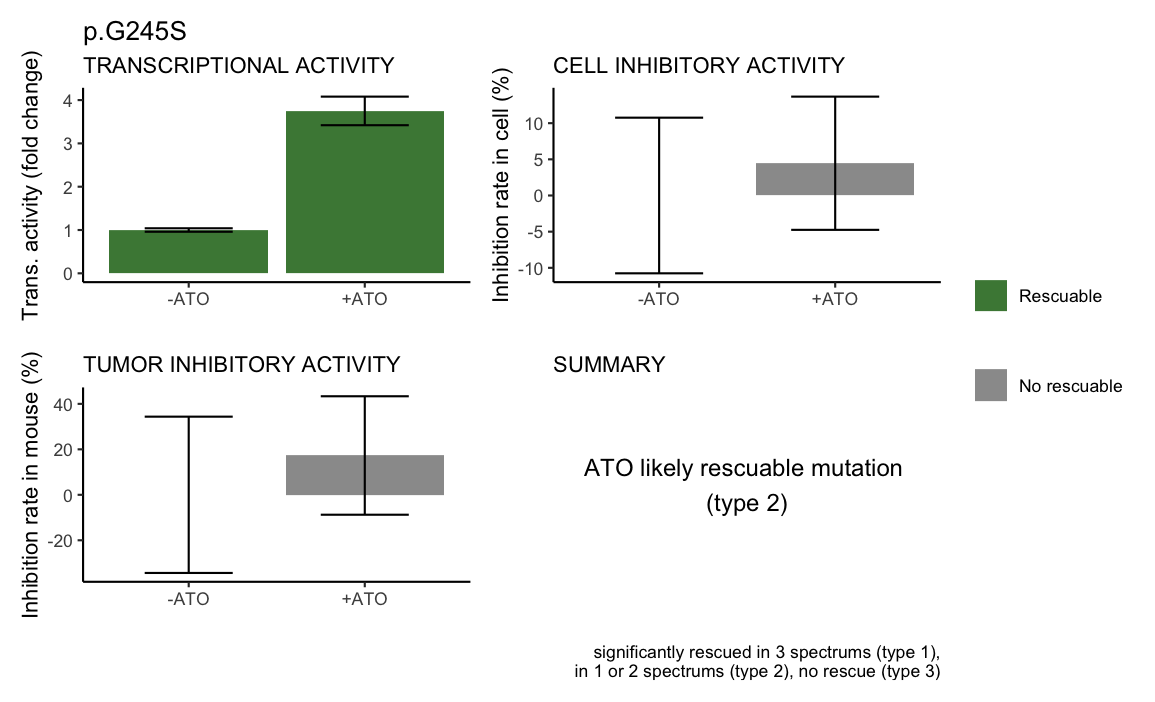 p.G245S
TRANSCRIPTIONAL ACTIVITY
Trans. activity (fold change)
4
3
2
1
0
-ATO
+ATO
CELL INHIBITORY ACTIVITY
Inhibition rate in cell (%)
10
5
0
-5
-10
-ATO
+ATO
Rescuable
No rescuable
TUMOR INHIBITORY ACTIVITY
Inhibition rate in mouse (%)
40
20
0
-20
-ATO
+ATO
SUMMARY
ATO likely rescuable mutation
(type 2)
significantly rescued in 3 spectrums (type 1),
in 1 or 2 spectrums (type 2), no rescue (type 3)